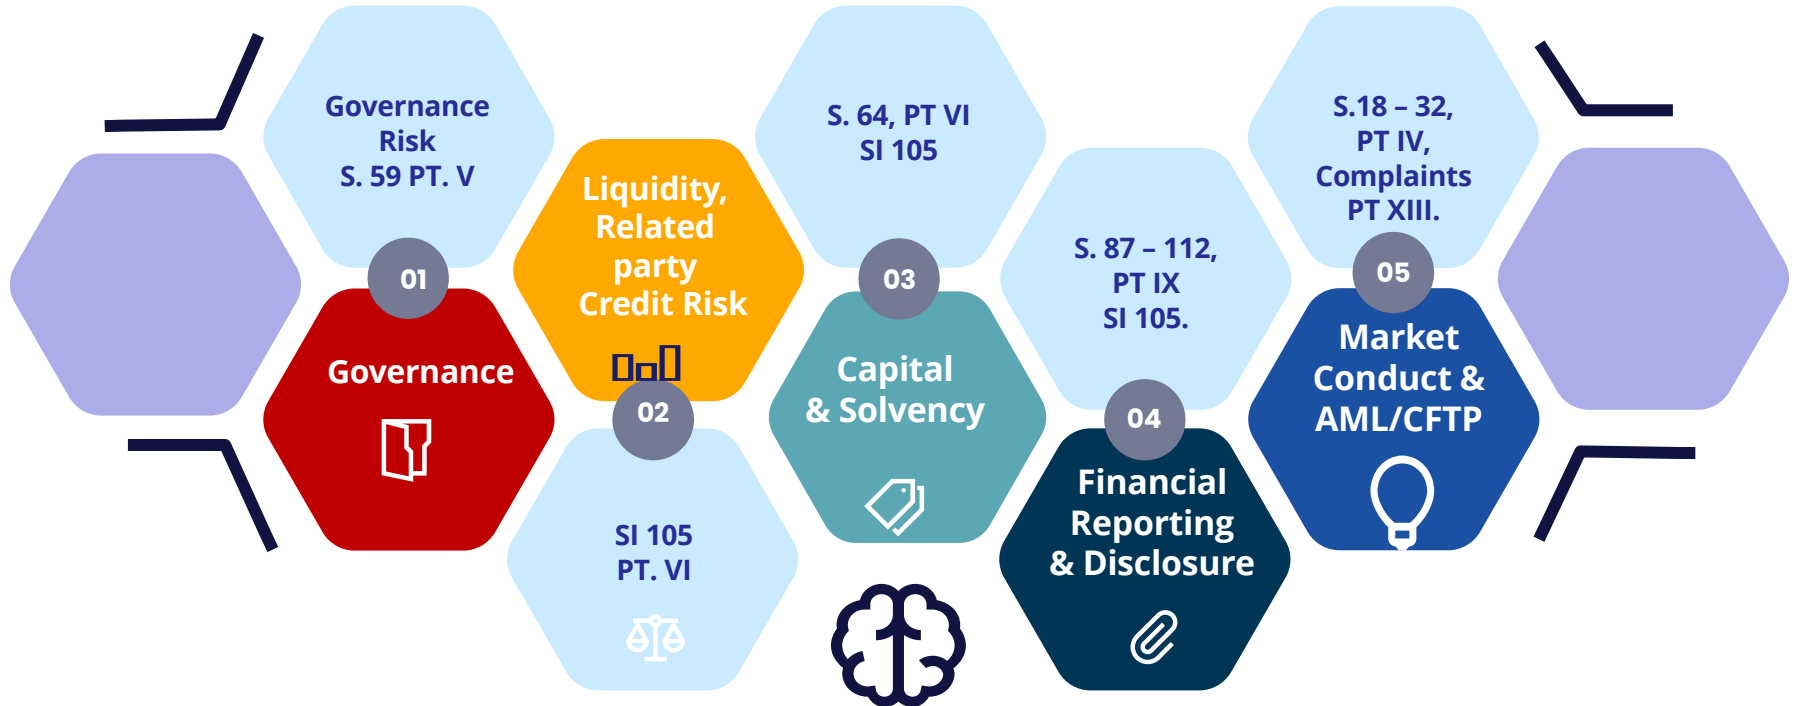 Governance
Risk
S. 59 PT. V
01
Governance
Liquidity,
Related
party
Credit Risk
02
SI 105
PT. VI
S. 64, PT VI
SI 105
03
Capital
& Solvency
S. 87 – 112,
PT IX
SI 105.
04
Financial
Reporting
& Disclosure
S.18 – 32,
PT IV,
Complaints
PT XIII.
05
Market
Conduct &
AML/CFTP